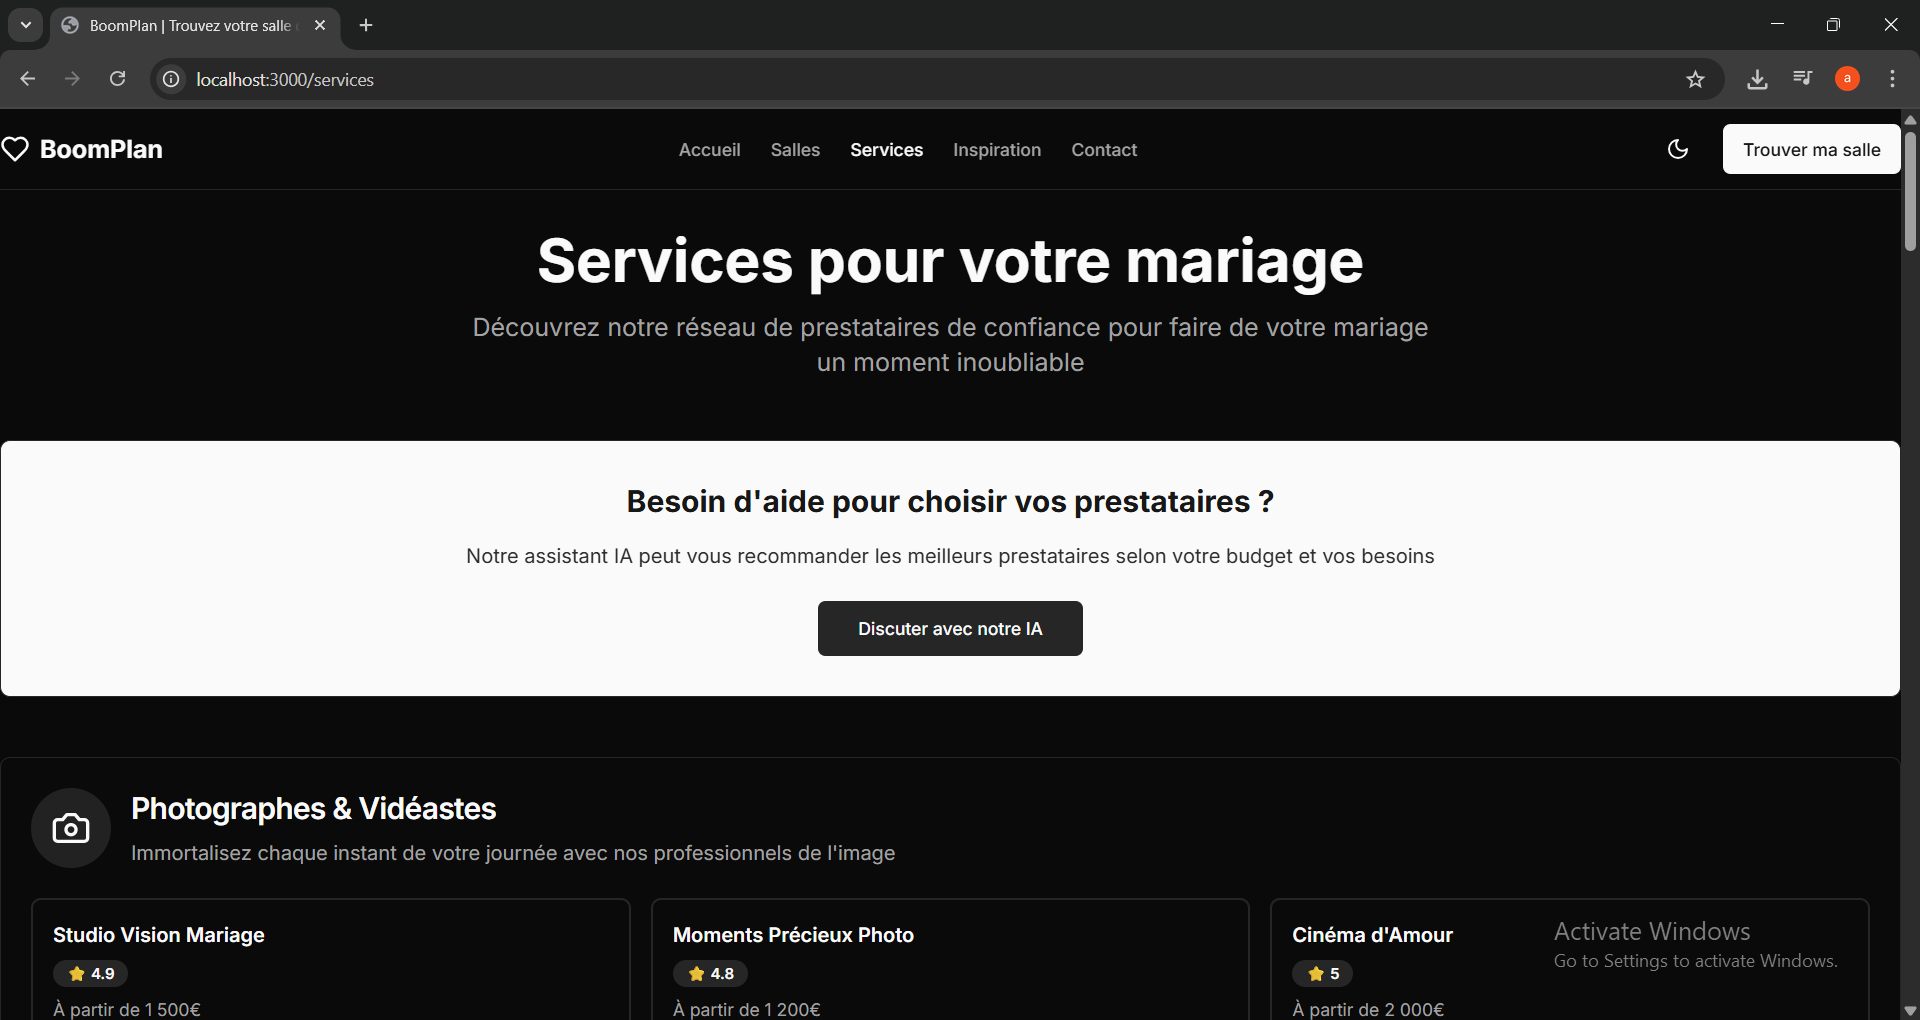 BoomPlan | Trouvez votre salle
localhost:3000/services
a
BoomPlan
Accueil
Salles
Services
Inspiration
Contact
Trouver ma salle
Services pour votre mariage
Découvrez notre réseau de prestataires de confiance pour faire de votre mariage
un moment inoubliable
Besoin d'aide pour choisir vos prestataires ?
Notre assistant IA peut vous recommander les meilleurs prestataires selon votre budget et vos besoins
Discuter avec notre IA
Photographes & Vidéastes
Immortalisez chaque instant de votre journée avec nos professionnels de l'image
Studio Vision Mariage
4.9
À partir de 1 500€
Moments Précieux Photo
4.8
À partir de 1 200€
Cinéma d'Amour
5
À partir de 2 000€
Activate Windows
Go to Settings to activate Windows.